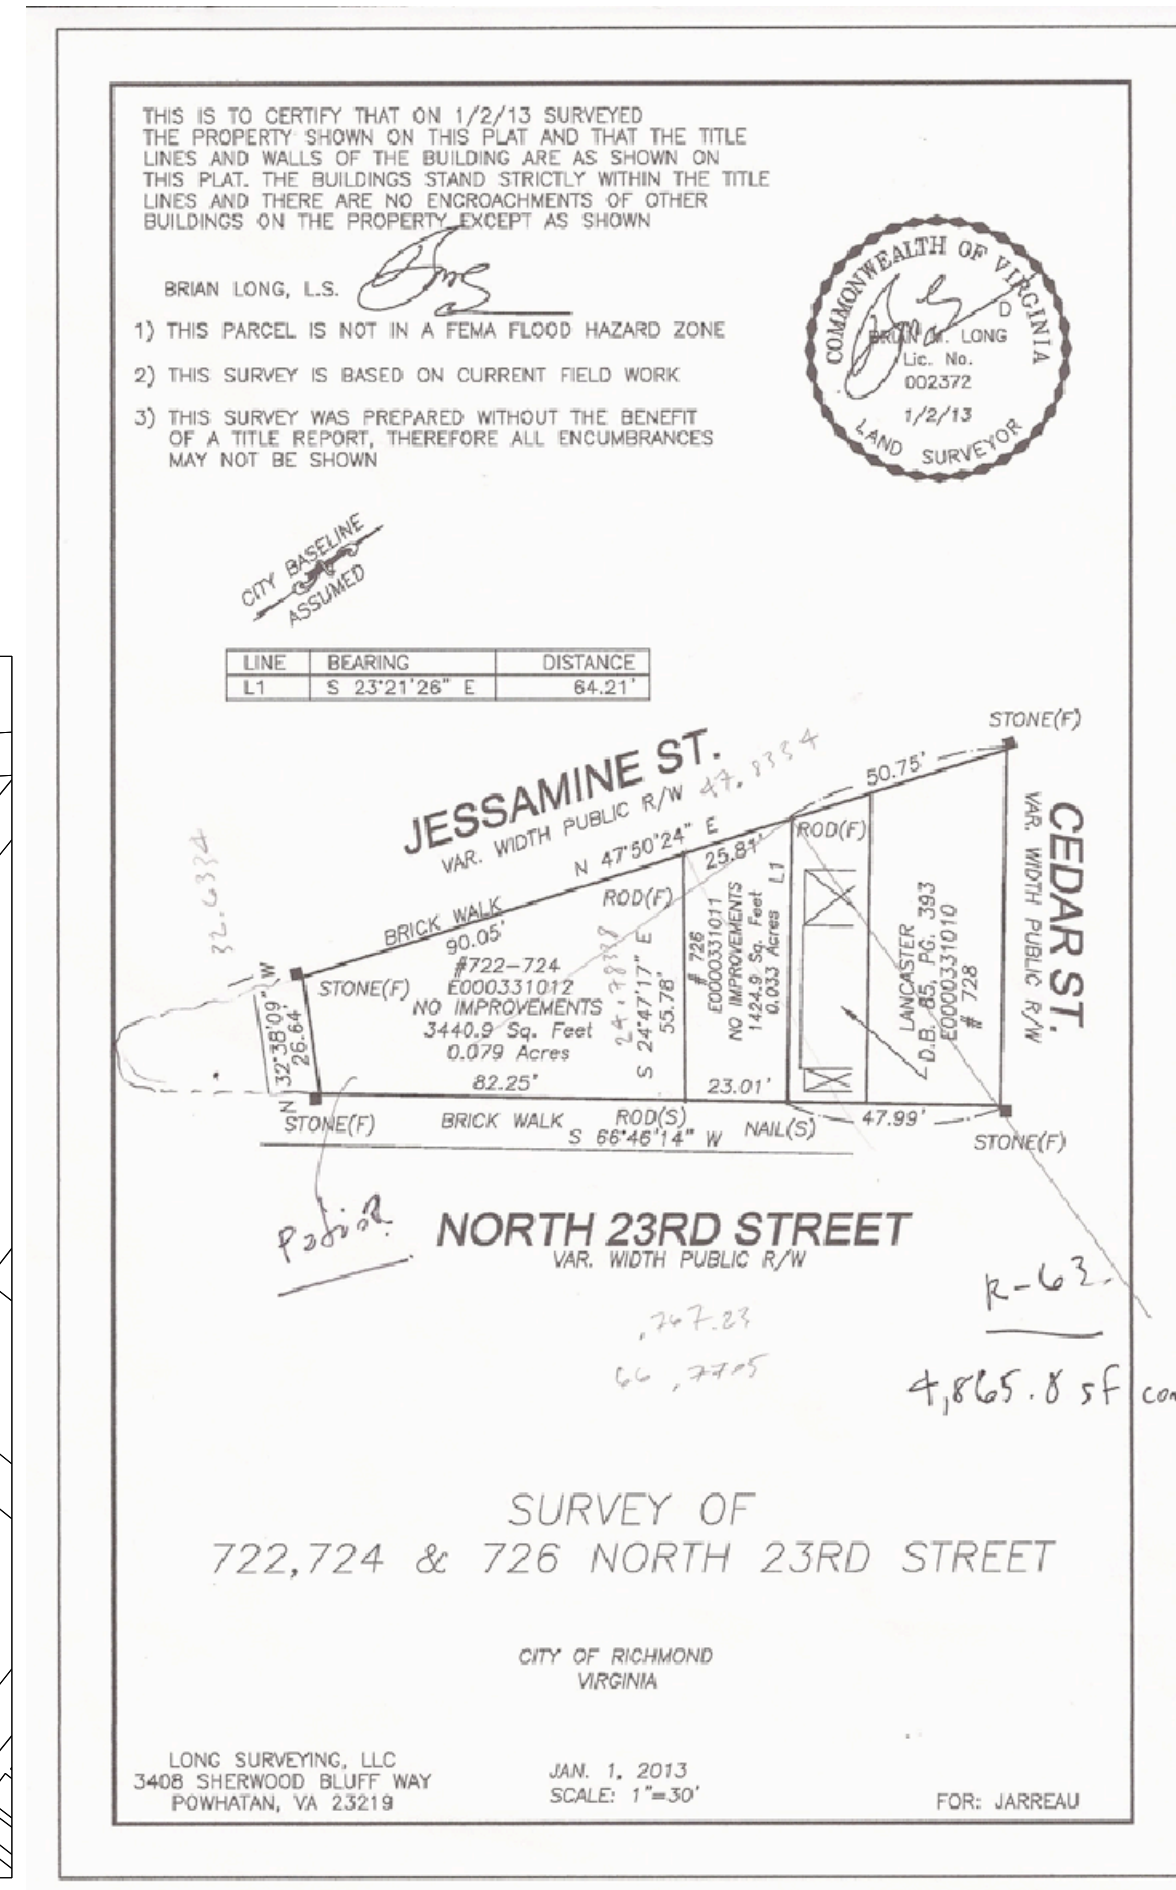 THIS IS TO CERTIFY THAT ON 1/2/13 SURVEYED
THE PROPERTY SHOWN ON THIS PLAT AND THAT THE TITLE
LINES AND WALLS OF THE BUILDING ARE AS SHOWN ON
THIS PLAT. THE BUILDINGS STAND STRICTLY WITHIN THE TITLE
LINES AND THERE ARE NO ENCROACHMENTS OF OTHER
BUILDINGS ON THE PROPERTY EXCEPT AS SHOWN
BRIAN LONG, L.S.
1) THIS PARCEL IS NOT IN A FEMA FLOOD HAZARD ZONE
2) THIS SURVEY IS BASED ON CURRENT FIELD WORK
3) THIS SURVEY WAS PREPARED WITHOUT THE BENEFIT
OF A TITLE REPORT, THEREFORE ALL ENCUMBRANCES
MAY NOT BE SHOWN
COMMONWEALTH OF VIRGINIA
BRIAN M. LONG
Lic. No.
002372
1/2/13
LAND SURVEYOR
CITY BASELINE
ASSUMED
LINE BEARING DISTANCE
L1 S 23°21'26" E 64.21'
STONE(F)
JESSAMINE ST.
VAR. WIDTH PUBLIC R/W
47.8334
50.75'
CEDAR ST.
VAR. WIDTH PUBLIC R/W
N 47°50'24" E
25.81'
ROD(F)
ROD(F)
32.6334
BRICK WALK
90.05'
#722-724
E000331012
NO IMPROVEMENTS
3440.9 Sq. Feet
0.079 Acres
82.25'
STONE(F)
N 32°38'09" W
26.64'
24.78338
S 24°47'17" E
55.78'
# 726
E0000331011
NO IMPROVEMENTS
1424.9 Sq. Feet
0.033 Acres
L1
23.01'
LANCASTER
D.B. 85, PG. 393
E0000331010
# 728
STONE(F)
BRICK WALK
ROD(S)
S 66°46'14" W
NAIL(S)
47.99'
STONE(F)
NORTH 23RD STREET
VAR. WIDTH PUBLIC R/W
R-63
4,865.8 sf
SURVEY OF
722,724 & 726 NORTH 23RD STREET
CITY OF RICHMOND
VIRGINIA
LONG SURVEYING, LLC
3408 SHERWOOD BLUFF WAY
POWHATAN, VA 23219
JAN. 1, 2013
SCALE: 1"=30'
FOR: JARREAU